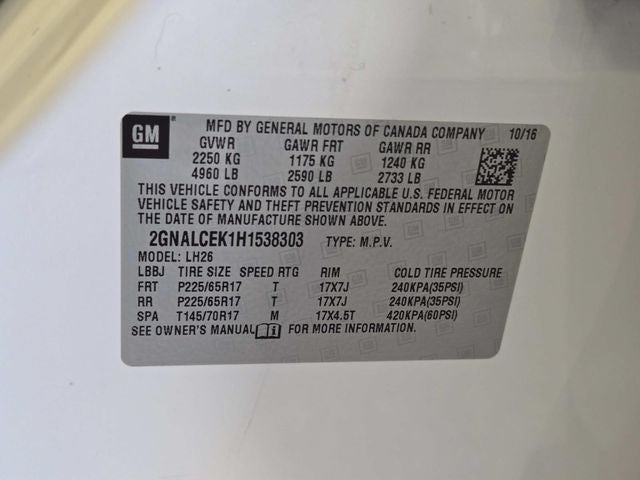 GM ® MFD BY GENERAL MOTORS OF CANADA COMPANY 10/16
GVWR GAWR FRT GAWR RR
2250 KG 1175 KG 1240 KG
4960 LB 2590 LB 2733 LB
THIS VEHICLE CONFORMS TO ALL APPLICABLE U.S. FEDERAL MOTOR
VEHICLE SAFETY AND THEFT PREVENTION STANDARDS IN EFFECT ON
THE DATE OF MANUFACTURE SHOWN ABOVE.
2GNALCEK1H1538303 TYPE: M.P.V.
MODEL: LH26
LBBJ TIRE SIZE SPEED RTG RIM COLD TIRE PRESSURE
FRT P225/65R17 T 17X7J 240KPA(35PSI)
RR P225/65R17 T 17X7J 240KPA(35PSI)
SPA T145/70R17 M 17X4.5T 420KPA(60PSI)
SEE OWNER'S MANUAL FOR MORE INFORMATION.